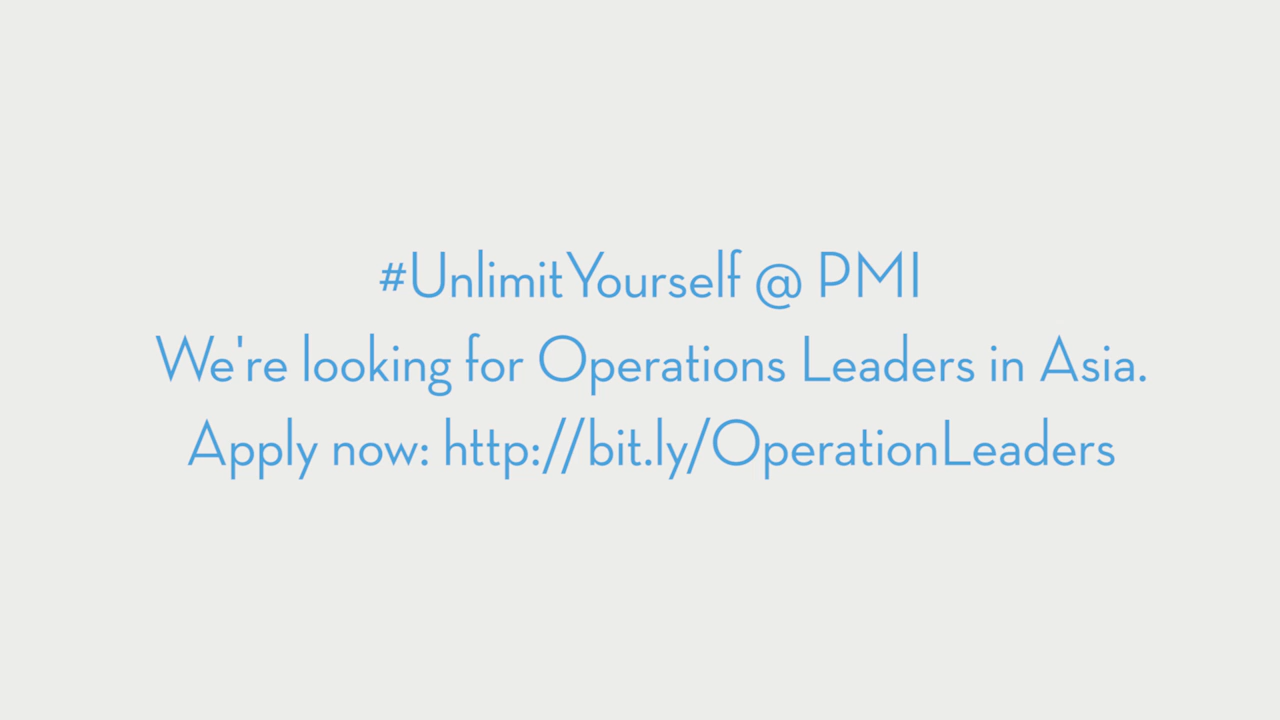 #UnlimitYourself @ PMI
We're looking for Operations Leaders in Asia.
Apply now: http://bit.ly/OperationLeaders